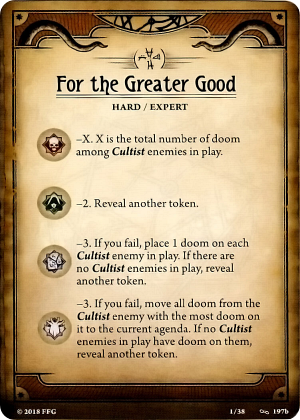 For the Greater Good
HARD / EXPERT
–X. X is the total number of doom
among Cultist enemies in play.
–2. Reveal another token.
–3. If you fail, place 1 doom on each
Cultist enemy in play. If there are
no Cultist enemies in play, reveal
another token.
–3. If you fail, move all doom from the
Cultist enemy with the most doom on
it to the current agenda. If no Cultist
enemies in play have doom on them,
reveal another token.
© 2018 FFG
1/38
197b